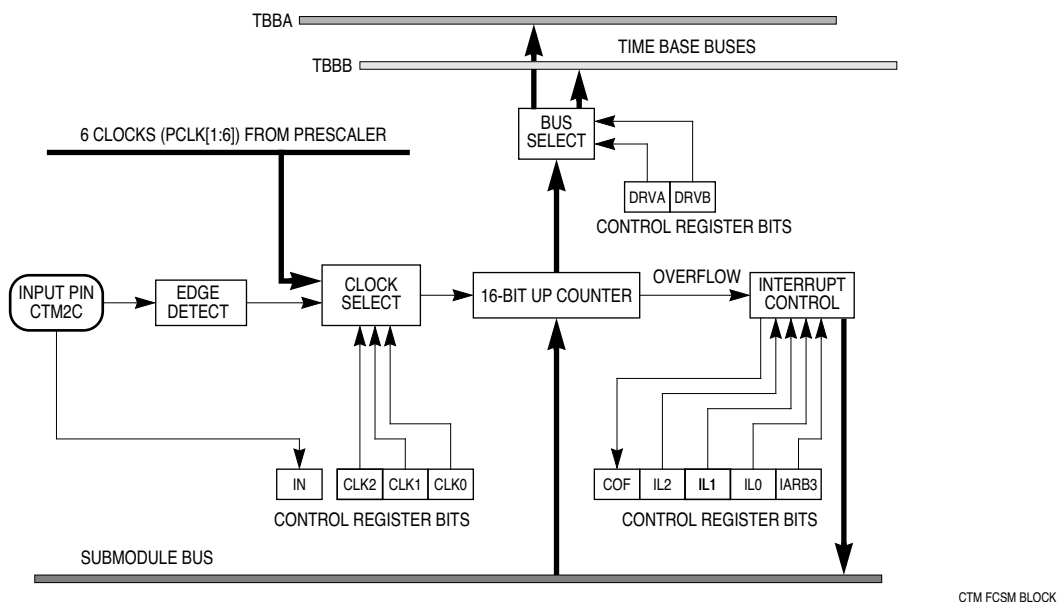 TBBA
TIME BASE BUSES
TBBB
6 CLOCKS (PCLK[1:6]) FROM PRESCALER
BUS
SELECT
DRVA DRVB
CONTROL REGISTER BITS
INPUT PIN
CTM2C
EDGE
DETECT
CLOCK
SELECT
16-BIT UP COUNTER
OVERFLOW
INTERRUPT
CONTROL
IN
CLK2 CLK1 CLK0
CONTROL REGISTER BITS
COF IL2 IL1 IL0 IARB3
CONTROL REGISTER BITS
SUBMODULE BUS
CTM FCSM BLOCK